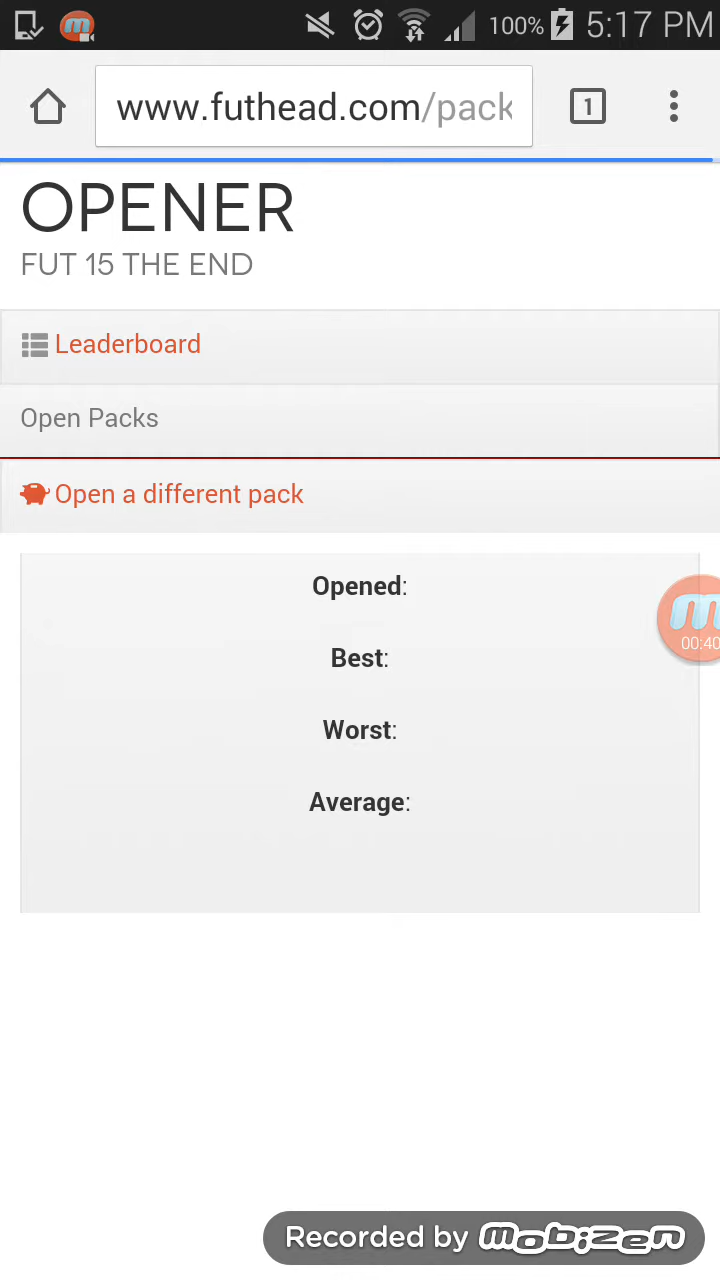 100% 5:17 PM
www.futhead.com/pack
1
OPENER
FUT 15 THE END
Leaderboard
Open Packs
Open a different pack
Opened:
Best:
00:40
Worst:
Average:
Recorded by mobizen